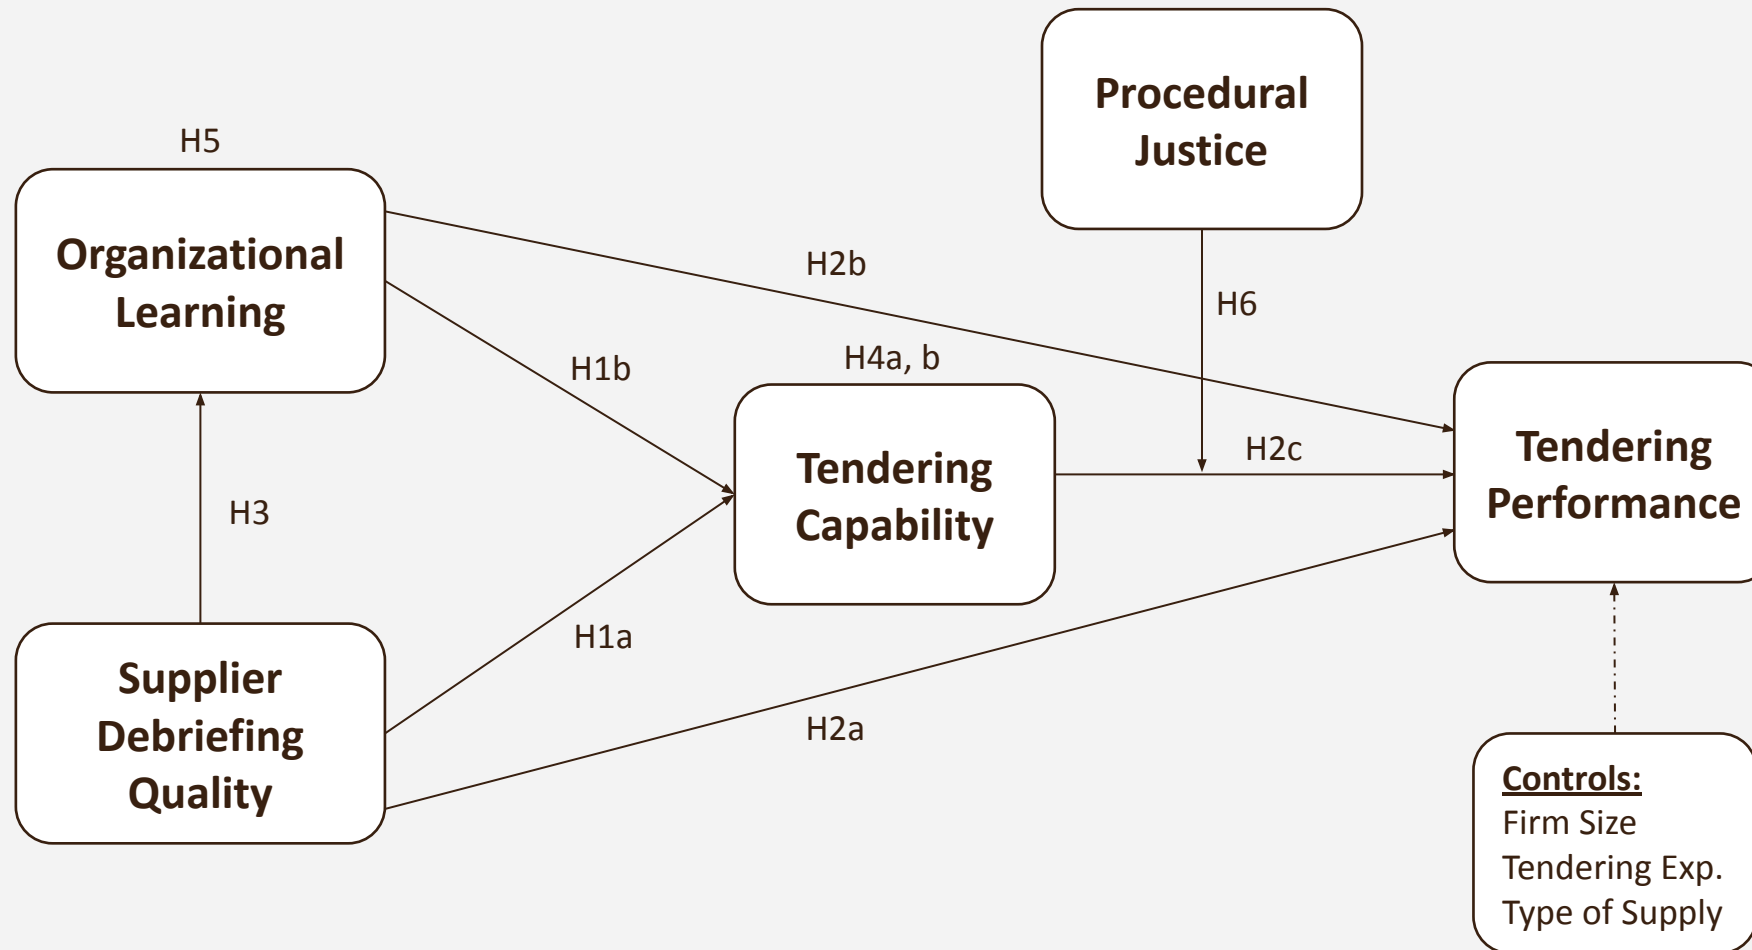 Procedural
Justice
H5
Organizational
Learning
H2b
H6
H1b
H4a, b
Tendering
Capability
H2c
Tendering
Performance
H3
H1a
Supplier
Debriefing
Quality
H2a
Controls:
Firm Size
Tendering Exp.
Type of Supply